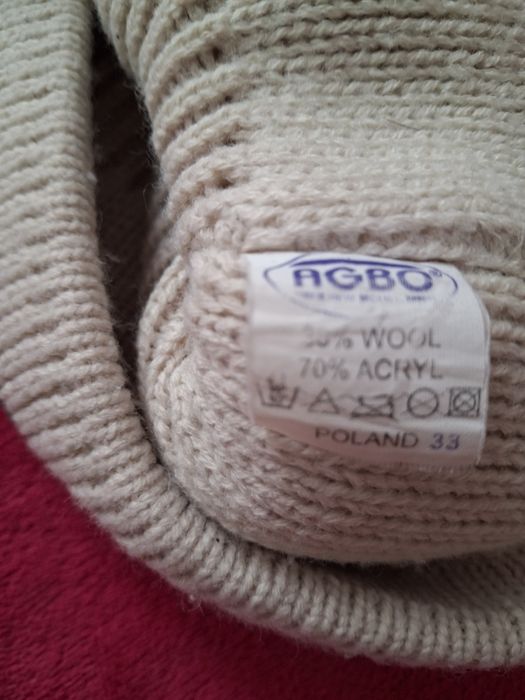 AGBO®
30% WOOL
70% ACRYL
POLAND 33